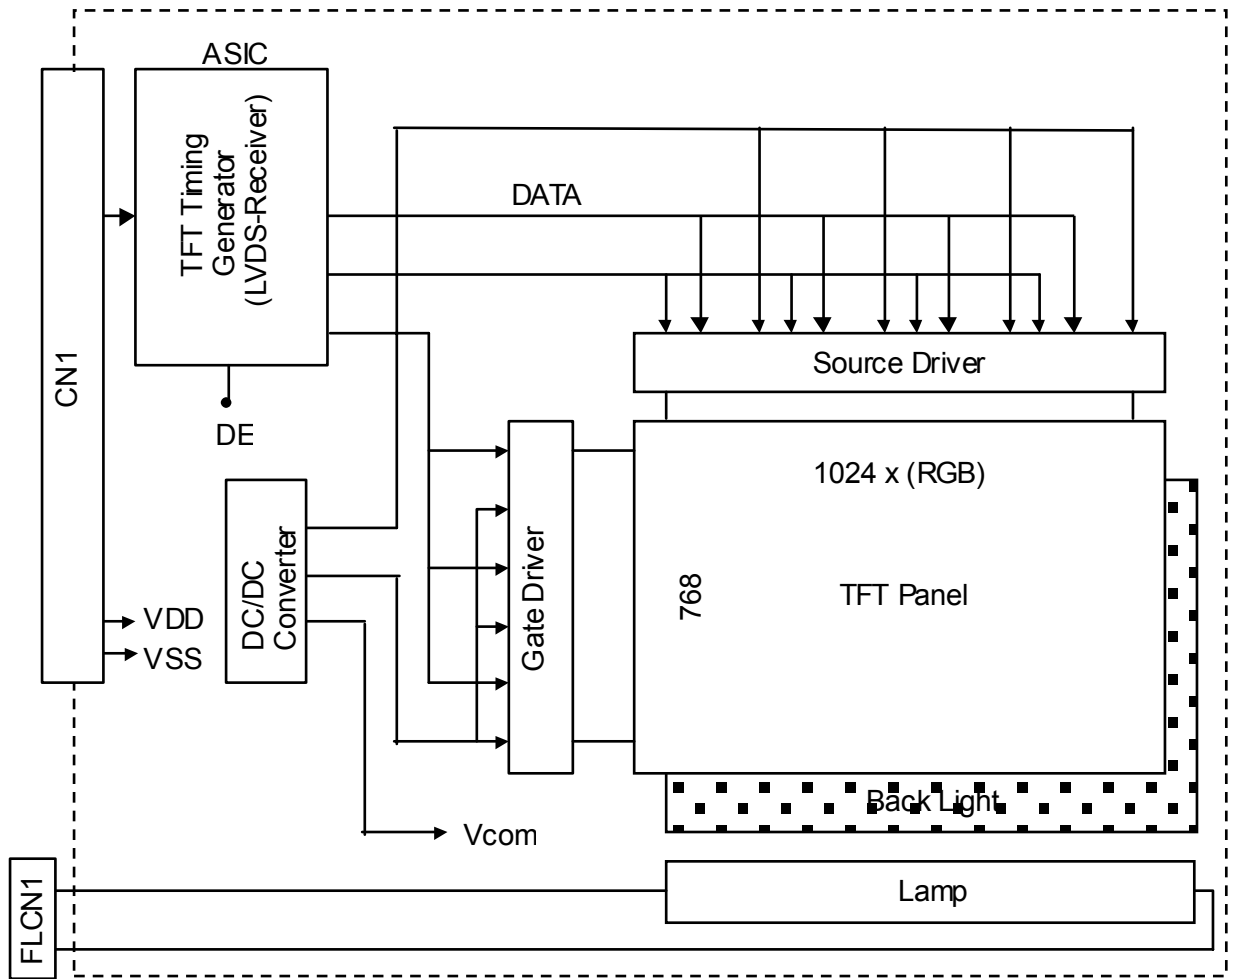 ASIC
TFT Timing
Generator
(LVDS-Receiver)
DATA
CN1
Source Driver
DE
1024 x (RGB)
DC/DC
Converter
Gate Driver
768
TFT Panel
VDD
VSS
Back Light
Vcom
FLCN1
Lamp